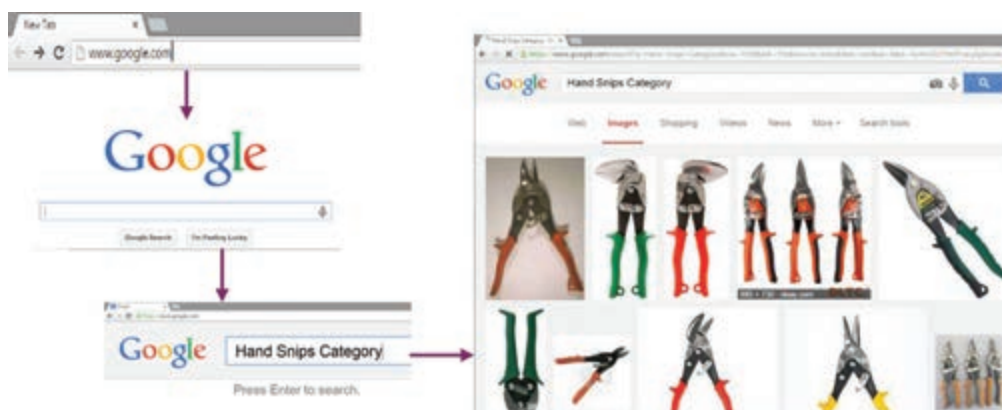 New Tab
www.google.com
Google
Google Search I'm Feeling Lucky
Google Hand Snips Category
Press Enter to search.
Google Hand Snips Category
Web Images Shopping Videos News More Search tools